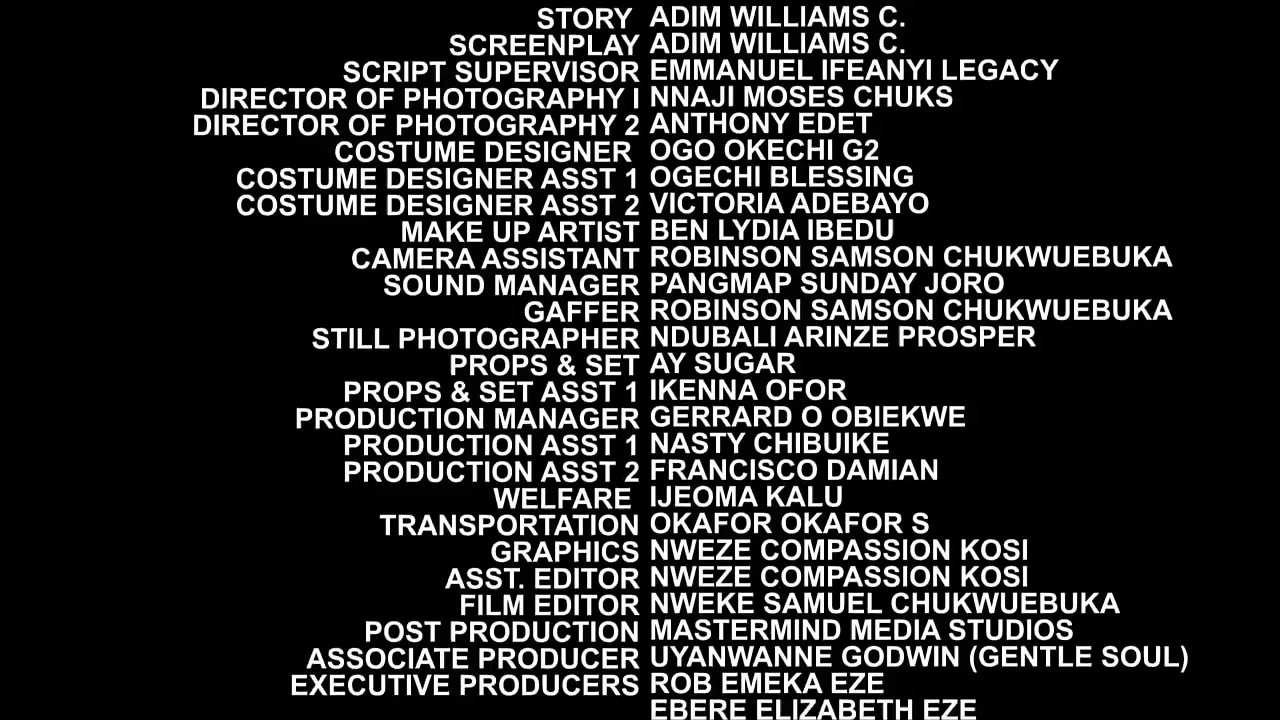 STORY ADIM WILLIAMS C.
SCREENPLAY ADIM WILLIAMS C.
SCRIPT SUPERVISOR EMMANUEL IFEANYI LEGACY
DIRECTOR OF PHOTOGRAPHY I NNAJI MOSES CHUKS
DIRECTOR OF PHOTOGRAPHY 2 ANTHONY EDET
COSTUME DESIGNER OGO OKECHI G2
COSTUME DESIGNER ASST 1 OGECHI BLESSING
COSTUME DESIGNER ASST 2 VICTORIA ADEBAYO
MAKE UP ARTIST BEN LYDIA IBEDU
CAMERA ASSISTANT ROBINSON SAMSON CHUKWUEBUKA
SOUND MANAGER PANGMAP SUNDAY JORO
GAFFER ROBINSON SAMSON CHUKWUEBUKA
STILL PHOTOGRAPHER NDUBALI ARINZE PROSPER
PROPS & SET AY SUGAR
PROPS & SET ASST 1 IKENNA OFOR
PRODUCTION MANAGER GERRARD O OBIEKWE
PRODUCTION ASST 1 NASTY CHIBUIKE
PRODUCTION ASST 2 FRANCISCO DAMIAN
WELFARE IJEOMA KALU
TRANSPORTATION OKAFOR OKAFOR S
GRAPHICS NWEZE COMPASSION KOSI
ASST. EDITOR NWEZE COMPASSION KOSI
FILM EDITOR NWEKE SAMUEL CHUKWUEBUKA
POST PRODUCTION MASTERMIND MEDIA STUDIOS
ASSOCIATE PRODUCER UYANWANNE GODWIN (GENTLE SOUL)
EXECUTIVE PRODUCERS ROB EMEKA EZE
EBERE ELIZABETH EZE